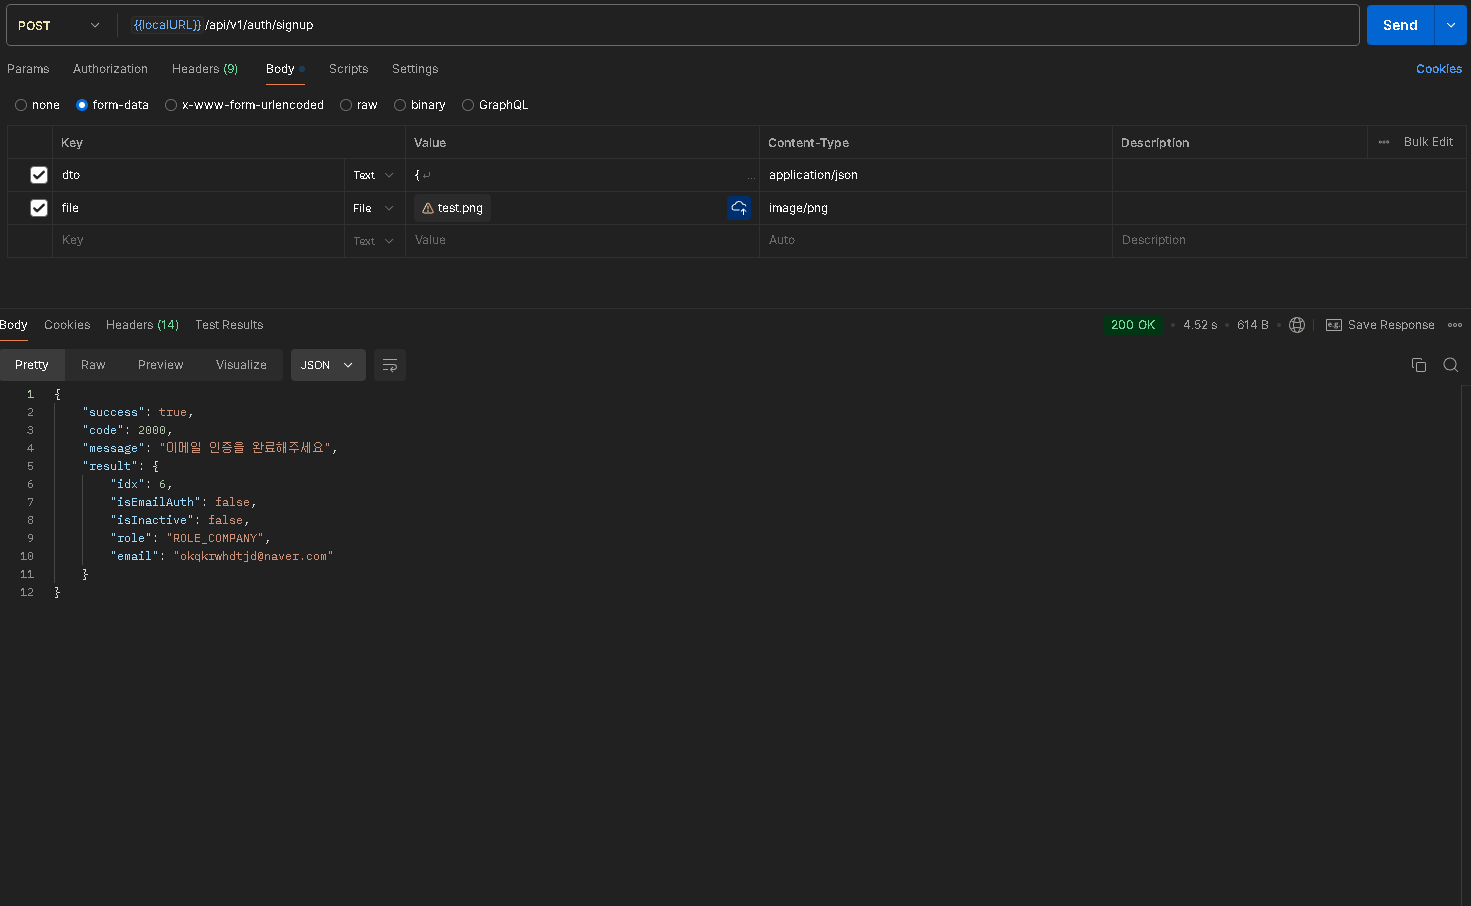 POST {{localURL}} /api/v1/auth/signup Send
Params Authorization Headers (9) Body Scripts Settings Cookies
none form-data x-www-form-urlencoded raw binary GraphQL
Key Value Content-Type Description Bulk Edit
dto Text { ... application/json
file File test.png image/png
Key Text Value Auto Description
Body Cookies Headers (14) Test Results 200 OK 4.52 s 614 B e.g. Save Response
Pretty Raw Preview Visualize JSON
1 {
2 "success": true,
3 "code": 2000,
4 "message": "이메일 인증을 완료해주세요",
5 "result": {
6 "idx": 6,
7 "isEmailAuth": false,
8 "isInactive": false,
9 "role": "ROLE_COMPANY",
10 "email": "okqkrwhdtjd@naver.com"
11 }
12 }